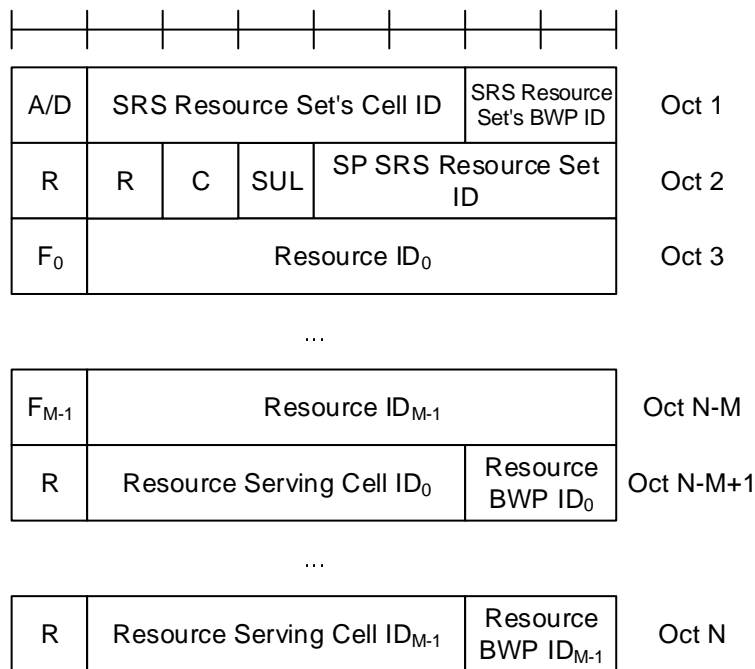 A/D SRS Resource Set's Cell ID SRS Resource Set's BWP ID Oct 1
R R C SUL SP SRS Resource Set ID Oct 2
F0 Resource ID0 Oct 3
...
FM-1 Resource IDM-1 Oct N-M
R Resource Serving Cell ID0 Resource BWP ID0 Oct N-M+1
...
R Resource Serving Cell IDM-1 Resource BWP IDM-1 Oct N